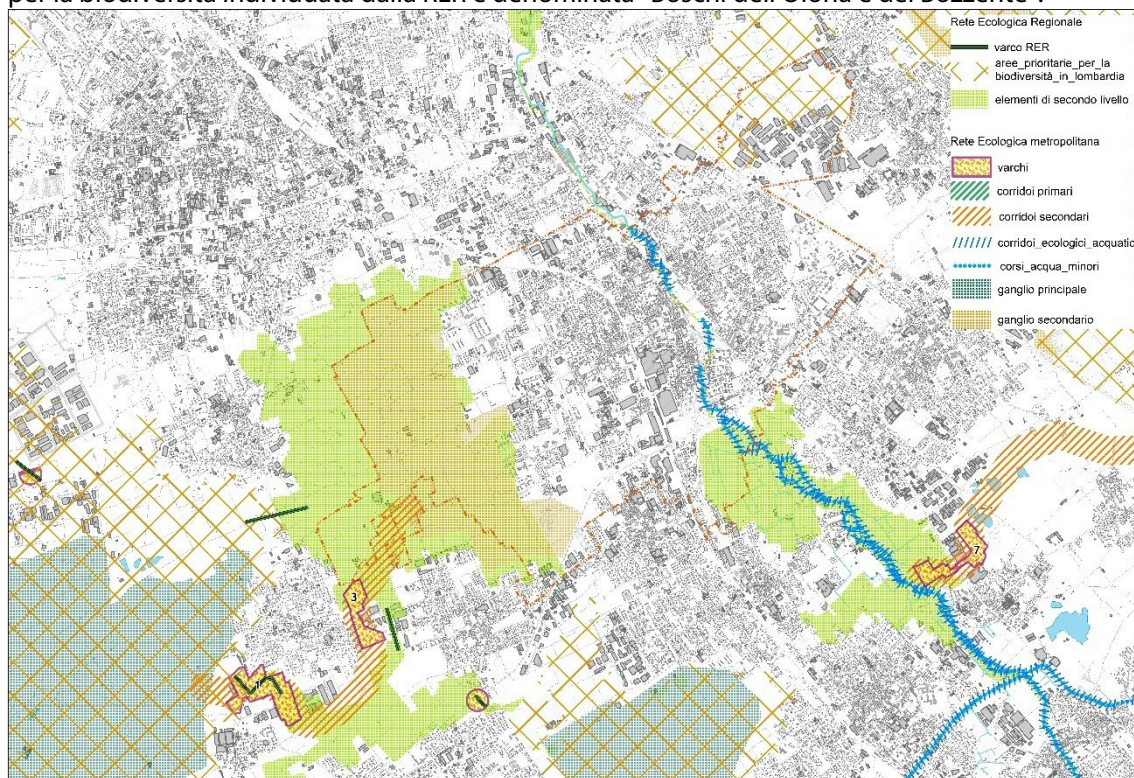 per la biodiversità individuata dalla RER e denominata "Boschi dell'Olona e del Bozzente".
Rete Ecologica Regionale
varco RER
aree_prioritarie_per_la
biodiversità_in_lombardia
elementi di secondo livello
Rete Ecologica metropolitana
varchi
corridoi primari
corridoi secondari
corridoi_ecologici_acquatic
corsi_acqua_minori
ganglio principale
ganglio secondario
7
3